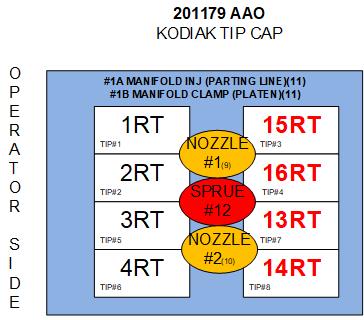 201179 AAO
KODIAK TIP CAP
OPERATOR SIDE
#1A MANIFOLD INJ (PARTING LINE)(11)
#1B MANIFOLD CLAMP (PLATEN)(11)
1RT
TIP#1
15RT
TIP#3
NOZZLE
#1(9)
2RT
TIP#2
16RT
TIP#4
SPRUE
#12
3RT
TIP#5
13RT
TIP#7
NOZZLE
#2(10)
4RT
TIP#6
14RT
TIP#8